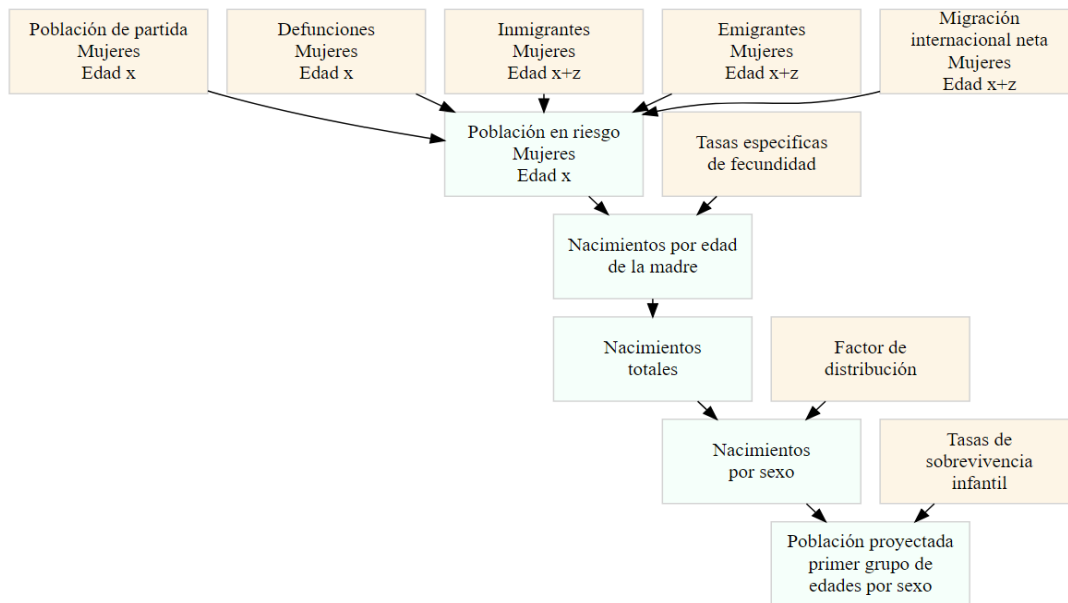 Población de partida
Mujeres
Edad x
Defunciones
Mujeres
Edad x
Inmigrantes
Mujeres
Edad x+z
Emigrantes
Mujeres
Edad x+z
Migración
internacional neta
Mujeres
Edad x+z
Población en riesgo
Mujeres
Edad x
Tasas especificas
de fecundidad
Nacimientos por edad
de la madre
Nacimientos
totales
Factor de
distribución
Nacimientos
por sexo
Tasas de
sobrevivencia
infantil
Población proyectada
primer grupo de
edades por sexo